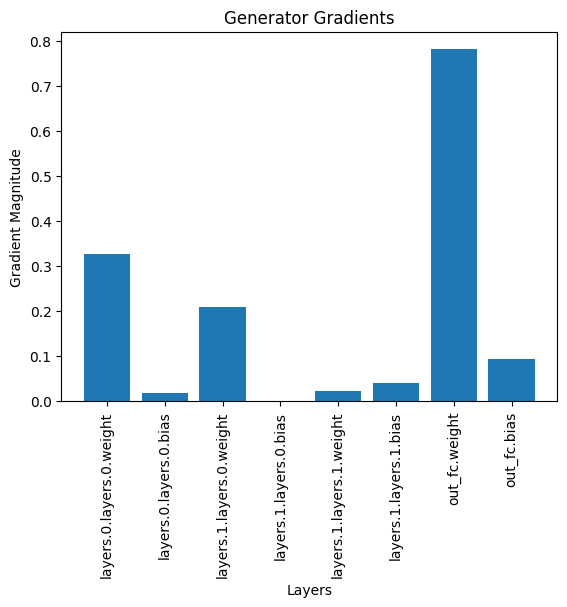 Generator Gradients
Gradient Magnitude
0.8
0.7
0.6
0.5
0.4
0.3
0.2
0.1
0.0
layers.0.layers.0.weight
layers.0.layers.0.bias
layers.1.layers.0.weight
layers.1.layers.0.bias
layers.1.layers.1.weight
layers.1.layers.1.bias
out_fc.weight
out_fc.bias
Layers